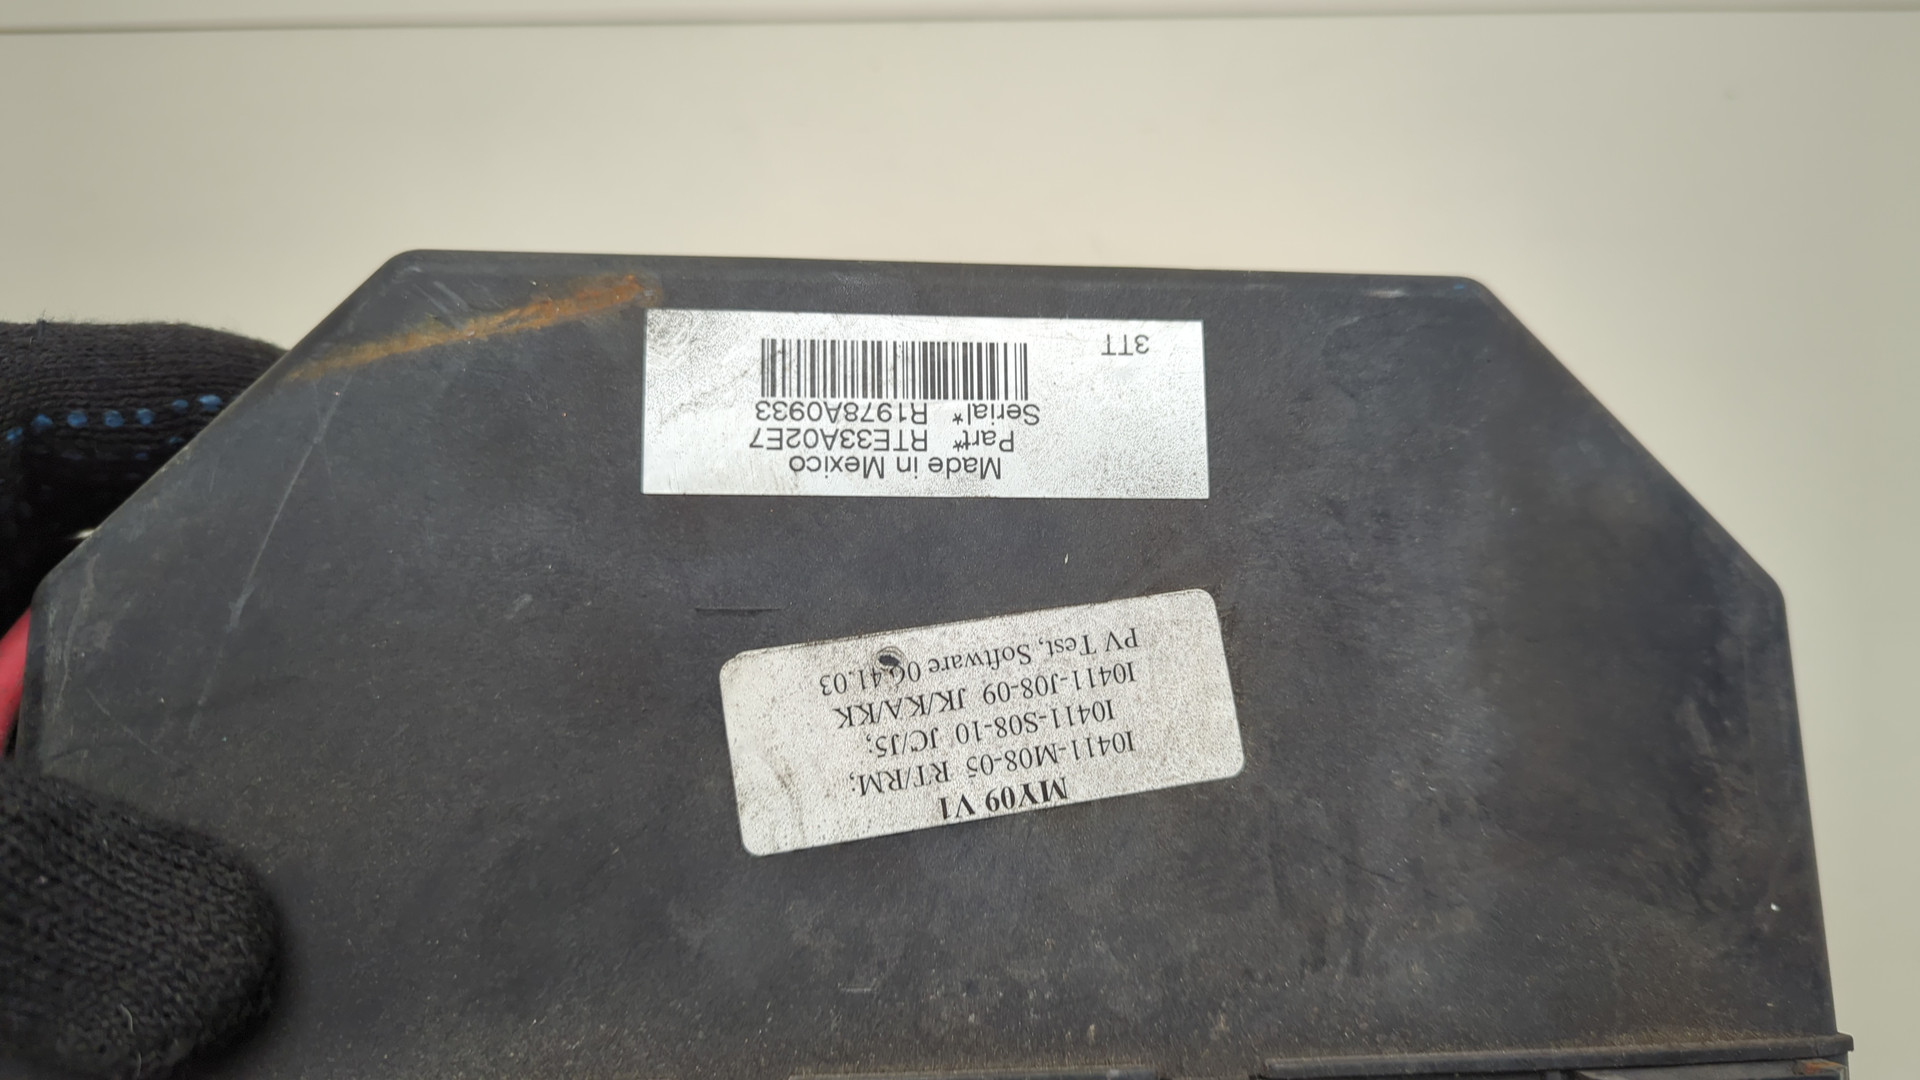 Made in Mexico
Part* RTE33A02E7
Serial* R1978A0933
3TT
MY09 V1
10411-M08-05 RT/RM;
10411-S08-10 JC/J5;
10411-J08-09 JK/KA/KK
PV Test, Software 06.41.03